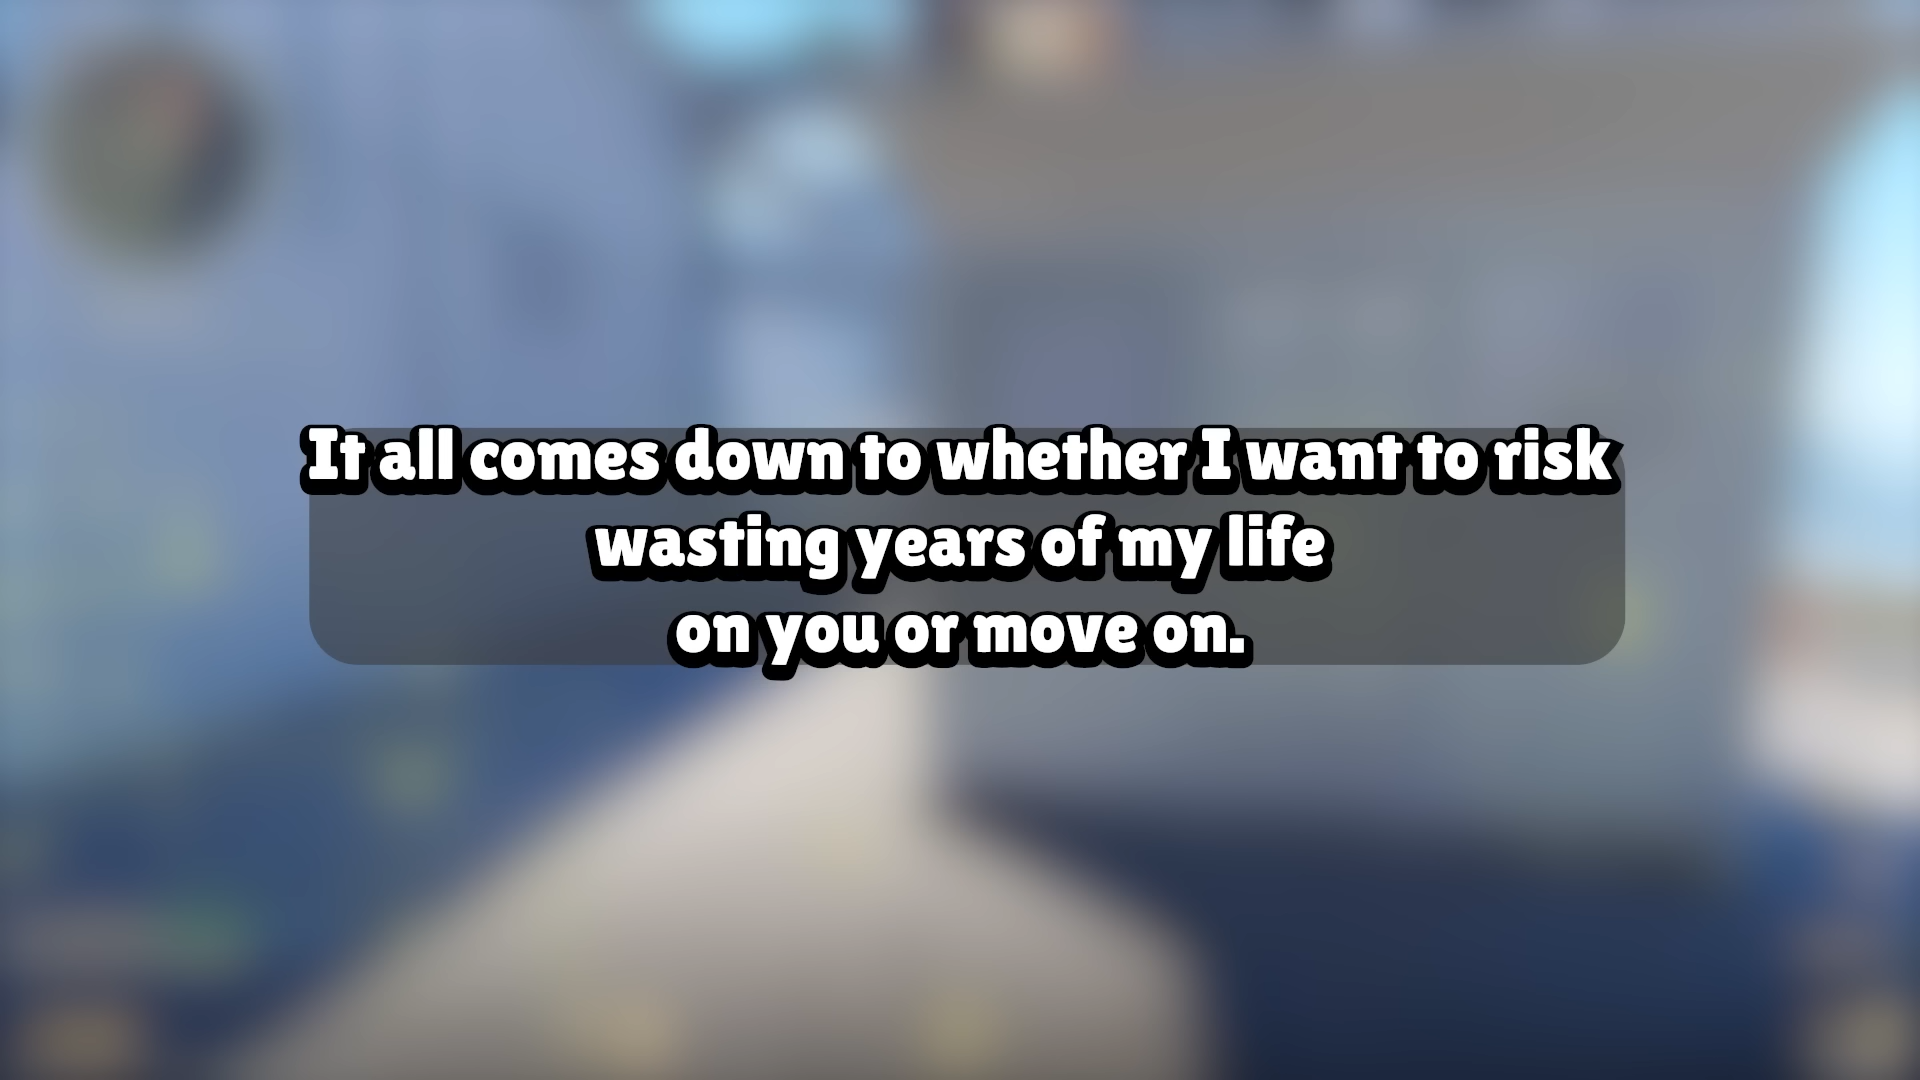 It all comes down to whether I want to risk
wasting years of my life
on you or move on.